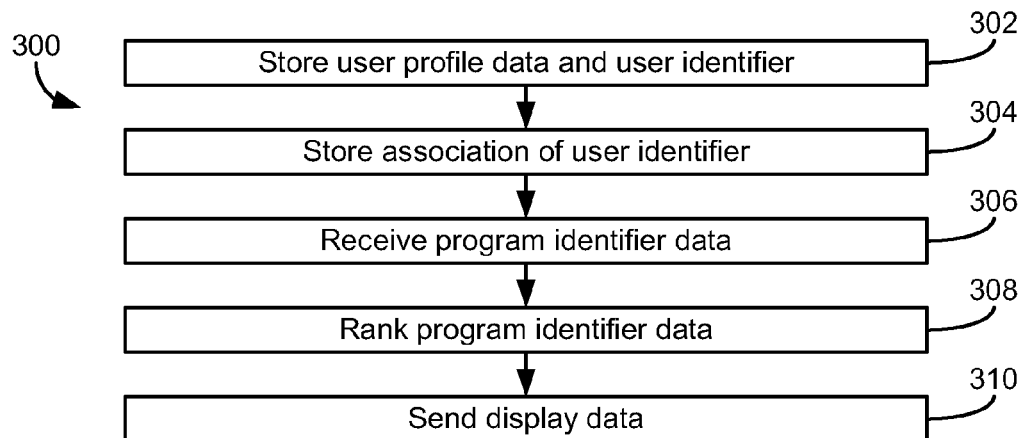 300
302
Store user profile data and user identifier
304
Store association of user identifier
306
Receive program identifier data
308
Rank program identifier data
310
Send display data